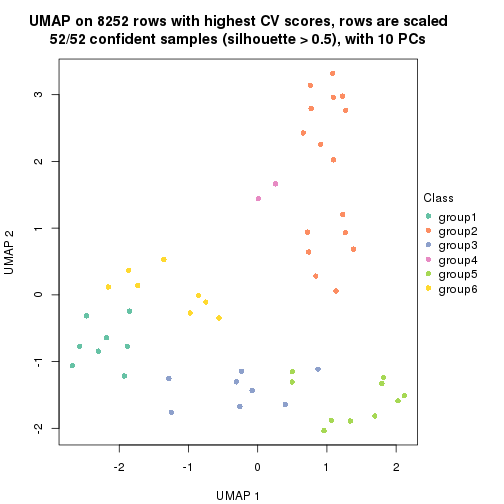 UMAP on 8252 rows with highest CV scores, rows are scaled
52/52 confident samples (silhouette > 0.5), with 10 PCs
3
2
1
0
-1
-2
UMAP 2
-2 -1 0 1 2
UMAP 1
Class
group1
group2
group3
group4
group5
group6